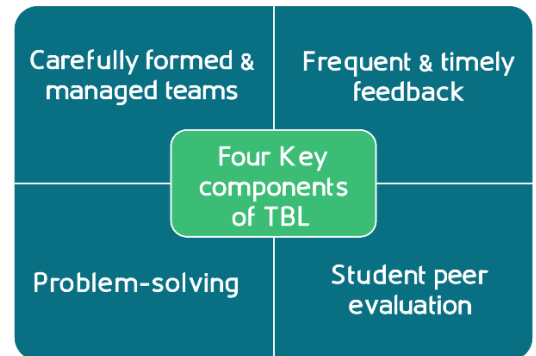 Carefully formed &
managed teams
Frequent & timely
feedback
Four Key
components
of TBL
Problem-solving
Student peer
evaluation